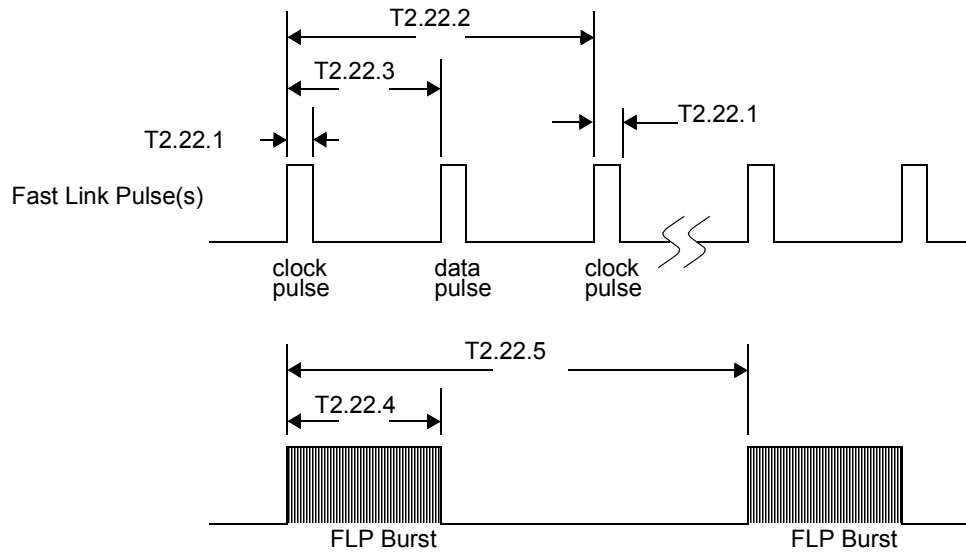 T2.22.2
T2.22.3
T2.22.1
T2.22.1
Fast Link Pulse(s)
clock
pulse
data
pulse
clock
pulse
T2.22.5
T2.22.4
FLP Burst
FLP Burst